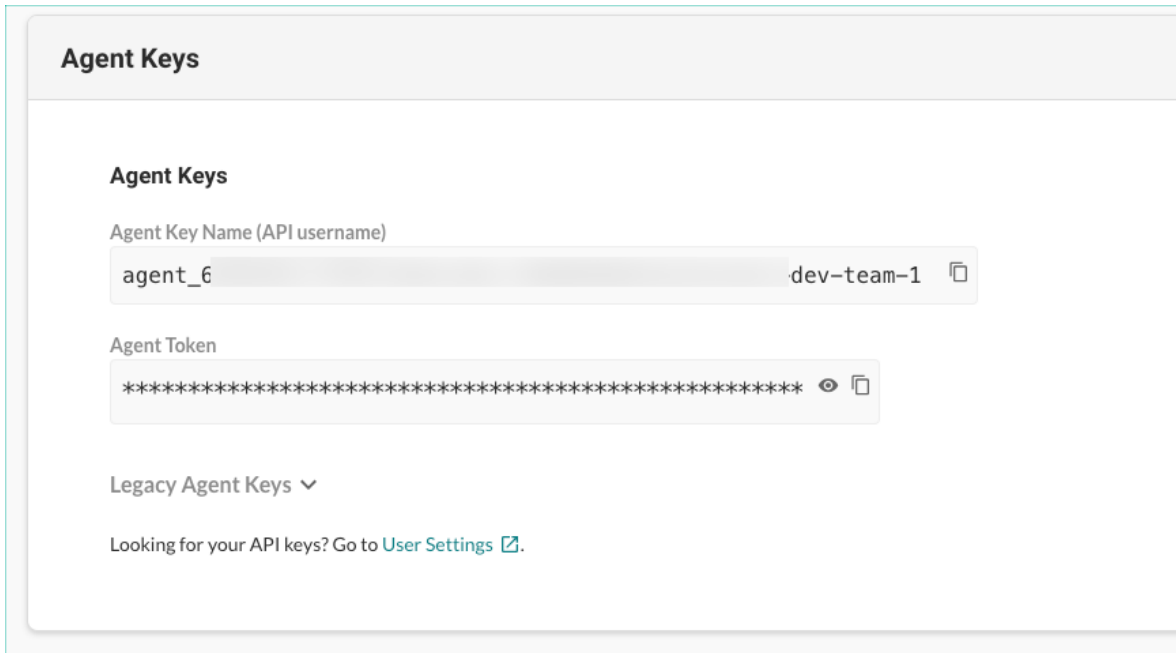 Agent Keys
Agent Keys
Agent Key Name (API username)
agent_6 -dev-team-1
Agent Token
****************************************************
Legacy Agent Keys
Looking for your API keys? Go to User Settings.